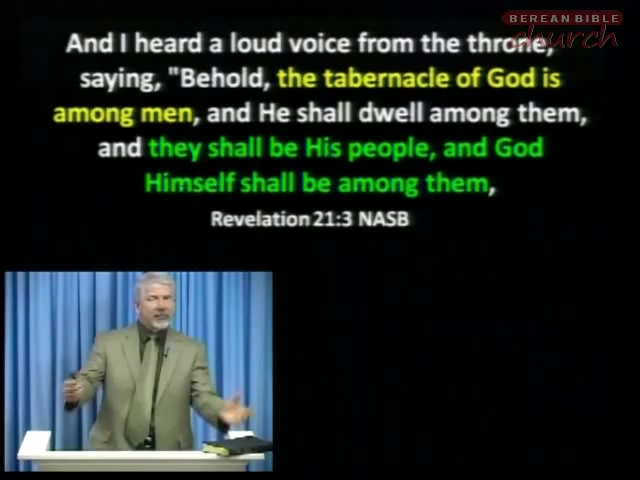 BEREAN BIBLE
church
And I heard a loud voice from the throne,
saying, "Behold, the tabernacle of God is
among men, and He shall dwell among them,
and they shall be His people, and God
Himself shall be among them,
Revelation 21:3 NASB